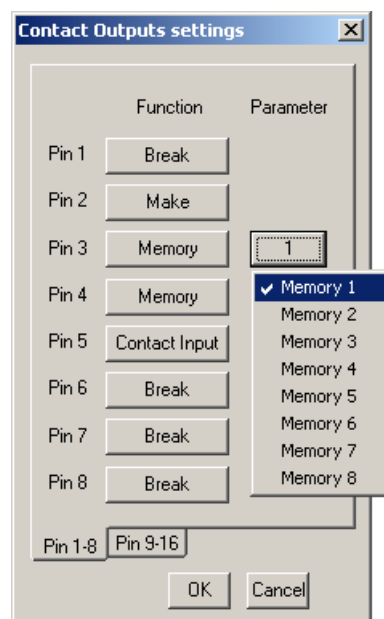 Contact Outputs settings
Function Parameter
Pin 1 Break
Pin 2 Make
Pin 3 Memory 1
Pin 4 Memory
Pin 5 Contact Input
Pin 6 Break
Pin 7 Break
Pin 8 Break
Memory 1
Memory 2
Memory 3
Memory 4
Memory 5
Memory 6
Memory 7
Memory 8
Pin 1-8 Pin 9-16
OK Cancel